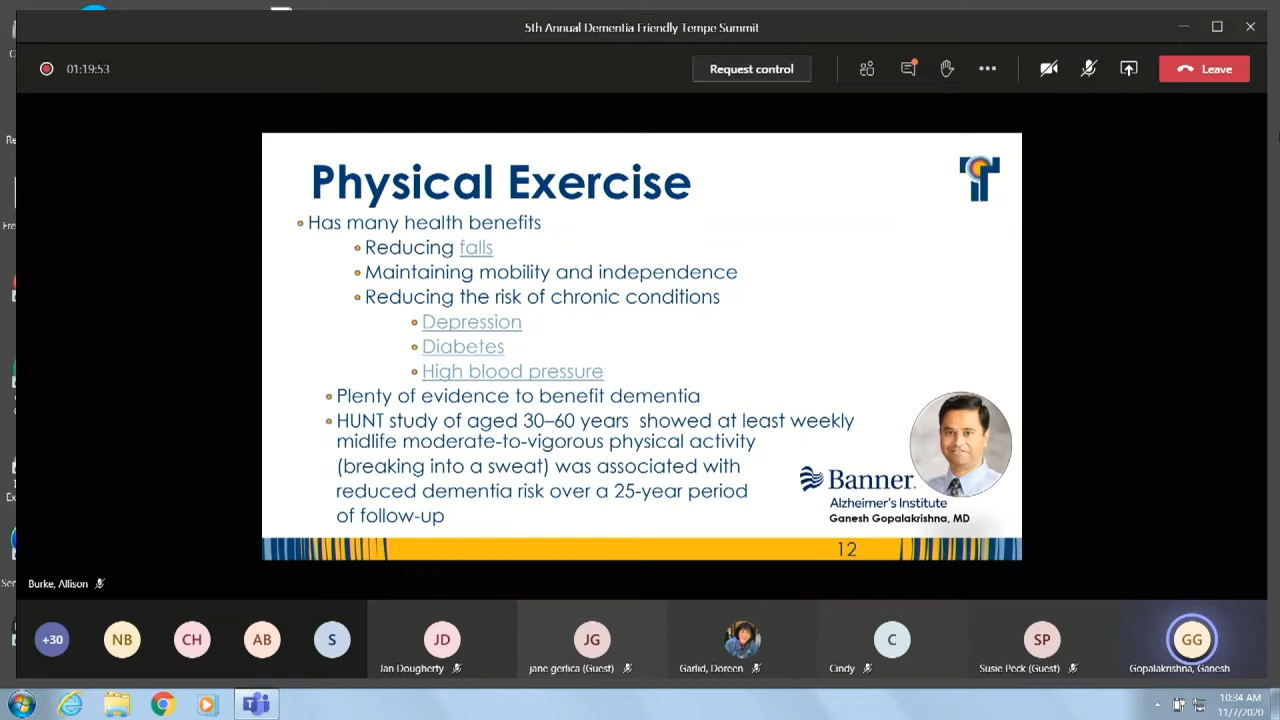 5th Annual Dementia Friendly Tempe Summit
01:19:53
Request control
Leave
Physical Exercise
Has many health benefits
Reducing falls
Maintaining mobility and independence
Reducing the risk of chronic conditions
Depression
Diabetes
High blood pressure
Plenty of evidence to benefit dementia
HUNT study of aged 30–60 years showed at least weekly
midlife moderate-to-vigorous physical activity
(breaking into a sweat) was associated with
reduced dementia risk over a 25-year period
of follow-up
Banner
Alzheimer's Institute
Ganesh Gopalakrishna, MD
12
Burke, Allison
+30
NB
CH
AB
S
JD
JG
C
SP
GG
Jan Dougherty
jane gerlica (Guest)
Garlid, Doreen
Cindy
Susie Peck (Guest)
Gopalakrishna, Ganesh
10:34 AM
11/7/2020